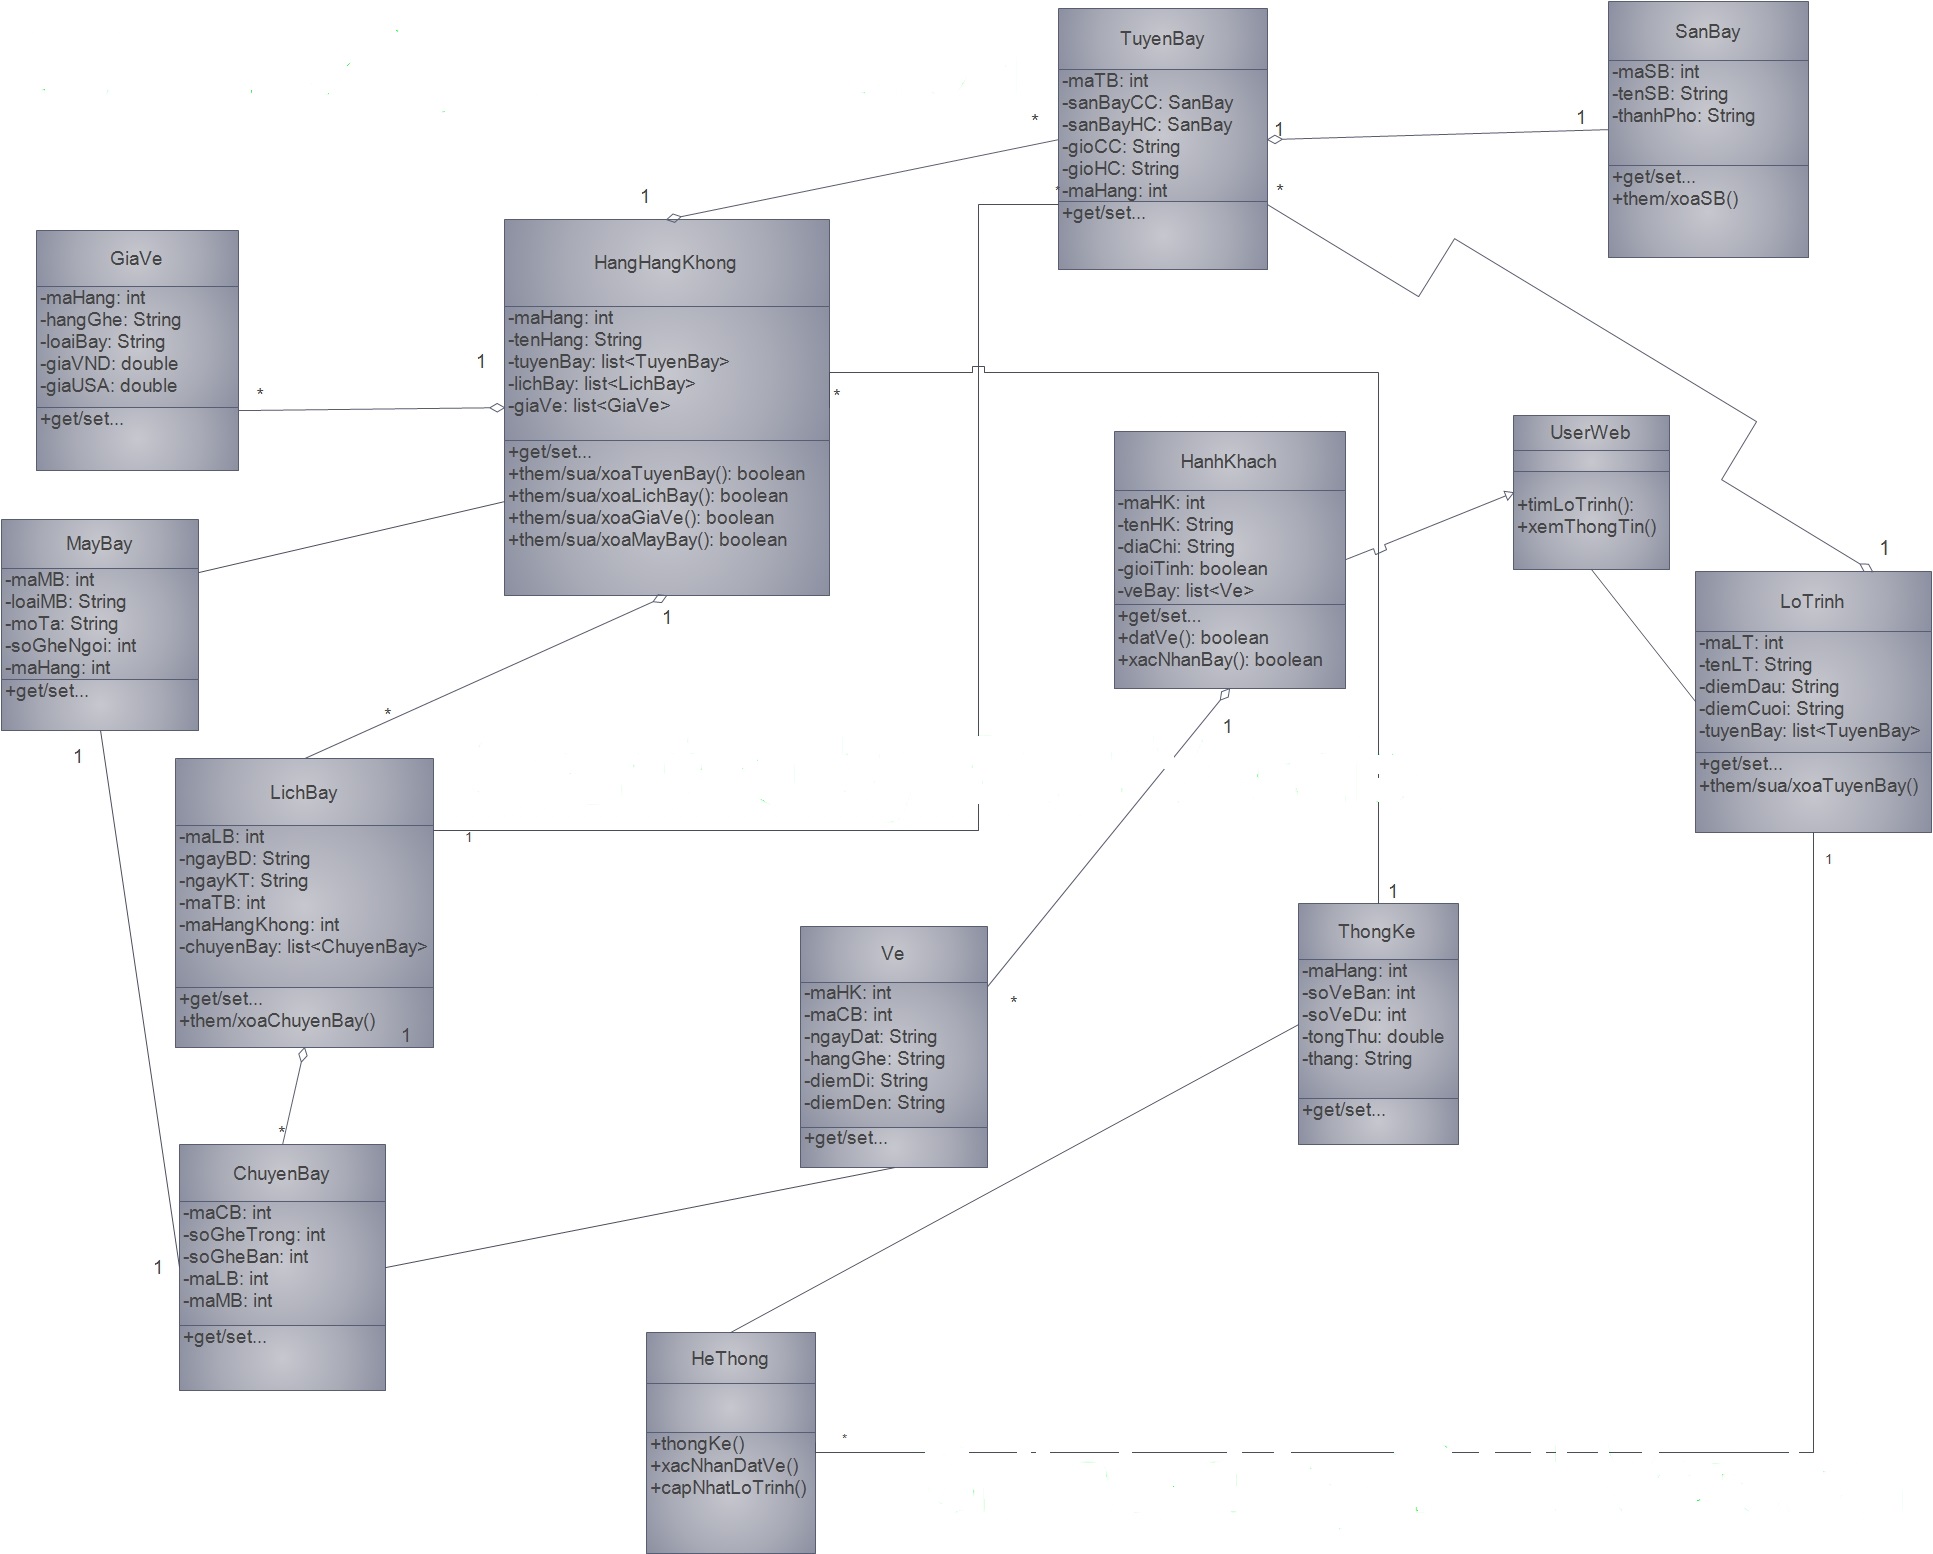 TuyenBay
-maTB: int
-sanBayCC: SanBay
-sanBayHC: SanBay
-gioCC: String
-gioHC: String
-maHang: int
+get/set...
SanBay
-maSB: int
-tenSB: String
-thanhPho: String
+get/set...
+them/xoaSB()
1
1
*
*
1
*
GiaVe
-maHang: int
-hangGhe: String
-loaiBay: String
-giaVND: double
-giaUSA: double
+get/set...
*
1
HangHangKhong
-maHang: int
-tenHang: String
-tuyenBay: list<TuyenBay>
-lichBay: list<LichBay>
-giaVe: list<GiaVe>
+get/set...
+them/sua/xoaTuyenBay(): boolean
+them/sua/xoaLichBay(): boolean
+them/sua/xoaGiaVe(): boolean
+them/sua/xoaMayBay(): boolean
*
1
HanhKhach
-maHK: int
-tenHK: String
-diaChi: String
-gioiTinh: boolean
-veBay: list<Ve>
+get/set...
+datVe(): boolean
+xacNhanBay(): boolean
1
UserWeb
+timLoTrinh():
+xemThongTin()
1
LoTrinh
-maLT: int
-tenLT: String
-diemDau: String
-diemCuoi: String
-tuyenBay: list<TuyenBay>
+get/set...
+them/sua/xoaTuyenBay()
1
MayBay
-maMB: int
-loaiMB: String
-moTa: String
-soGheNgoi: int
-maHang: int
+get/set...
1
*
LichBay
-maLB: int
-ngayBD: String
-ngayKT: String
-maTB: int
-maHangKhong: int
-chuyenBay: list<ChuyenBay>
+get/set...
+them/xoaChuyenBay()
1
1
*
Ve
-maHK: int
-maCB: int
-ngayDat: String
-hangGhe: String
-diemDi: String
-diemDen: String
+get/set...
*
1
ThongKe
-maHang: int
-soVeBan: int
-soVeDu: int
-tongThu: double
-thang: String
+get/set...
ChuyenBay
-maCB: int
-soGheTrong: int
-soGheBan: int
-maLB: int
-maMB: int
+get/set...
1
HeThong
+thongKe()
+xacNhanDatVe()
+capNhatLoTrinh()
*